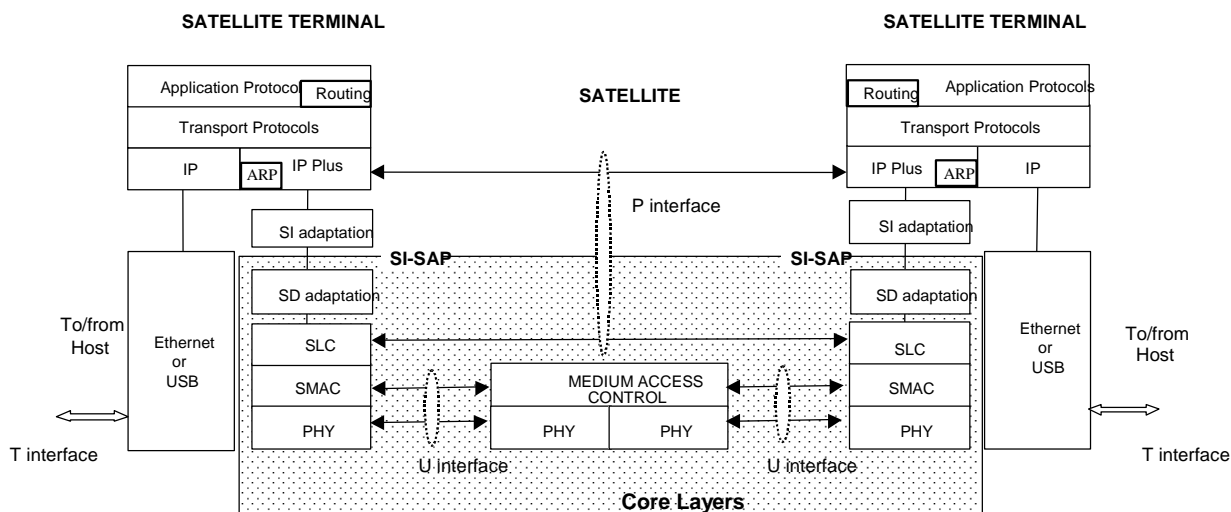 SATELLITE TERMINAL
SATELLITE TERMINAL
Application Protocol
Routing
Transport Protocols
IP
ARP
IP Plus
SI adaptation
SATELLITE
Routing
Application Protocols
Transport Protocols
IP Plus
ARP
IP
SI adaptation
P interface
SI-SAP
SI-SAP
SD adaptation
SD adaptation
To/from
Host
Ethernet
or
USB
SLC
SMAC
PHY
MEDIUM ACCESS
CONTROL
PHY
PHY
SLC
SMAC
PHY
Ethernet
or
USB
To/from
Host
T interface
U interface
U interface
T interface
Core Layers